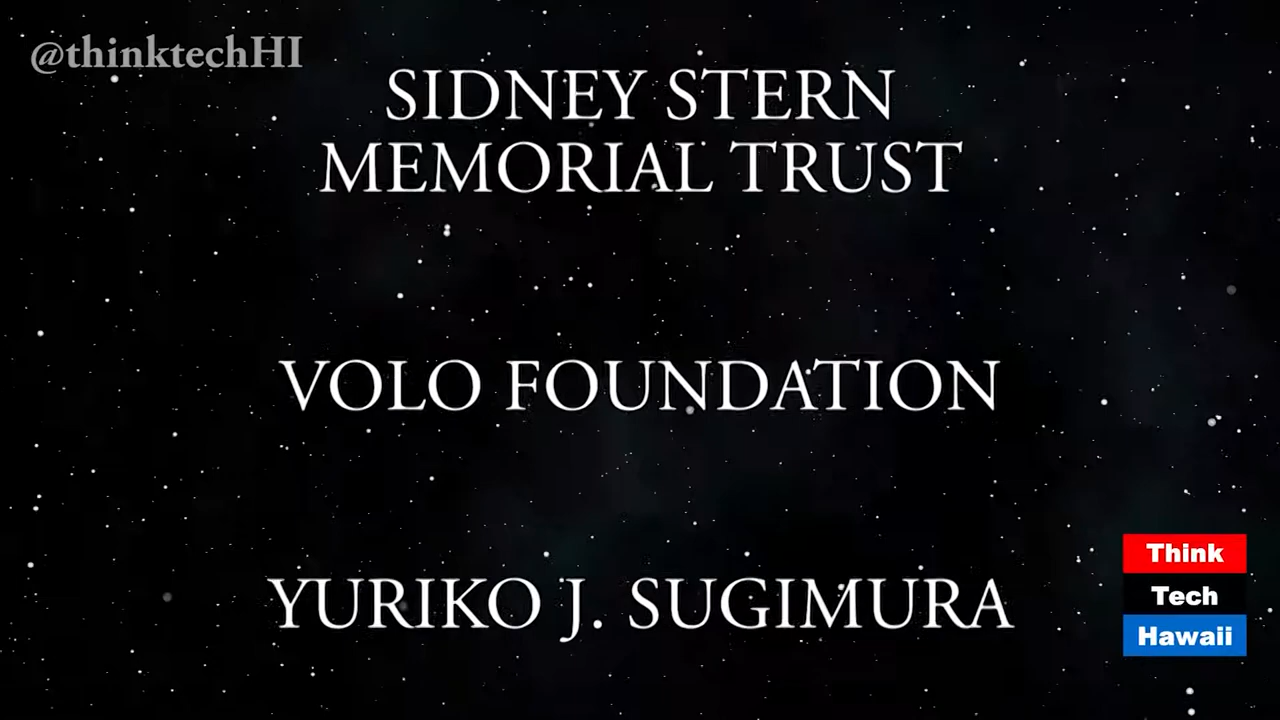 @thinktechHI
SIDNEY STERN
MEMORIAL TRUST
VOLO FOUNDATION
YURIKO J. SUGIMURA
Think
Tech
Hawaii